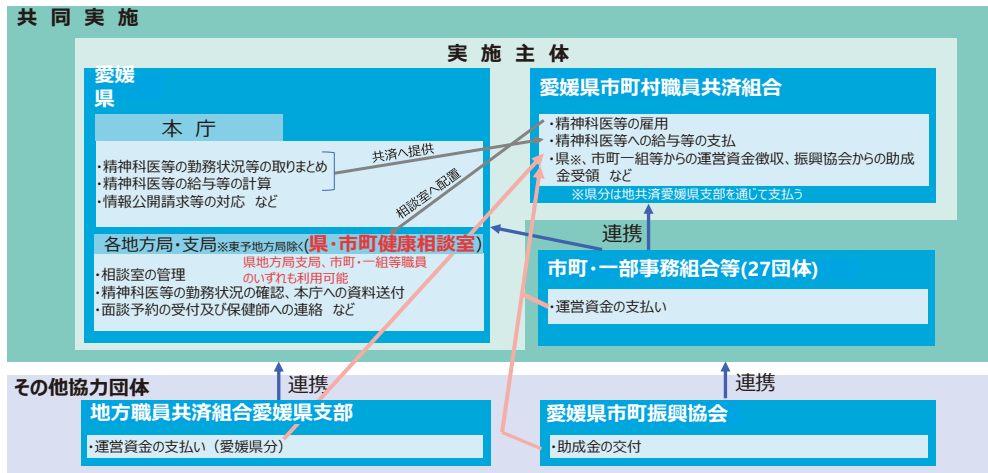 共同実施
実施主体
愛媛
県
本庁
・精神科医等の勤務状況等の取りまとめ
・精神科医等の給与等の計算
・情報公開請求等の対応 など
共済へ提供
相談室へ配置
各地方局・支局※東予地方局除く(県・市町健康相談室)
県地方局支局、市町・一組等職員
のいずれも利用可能
・相談室の管理
・精神科医等の勤務状況の確認、本庁への資料送付
・面談予約の受付及び保健師への連絡 など
愛媛県市町村職員共済組合
・精神科医等の雇用
・精神科医等への給与等の支払
・県※、市町一組等からの運営資金徴収、振興協会からの助成
金受領 など
※県分は地共済愛媛県支部を通じて支払う
連携
市町・一部事務組合等(27団体)
・運営資金の支払い
その他協力団体
連携
地方職員共済組合愛媛県支部
・運営資金の支払い（愛媛県分）
連携
愛媛県市町振興協会
・助成金の交付